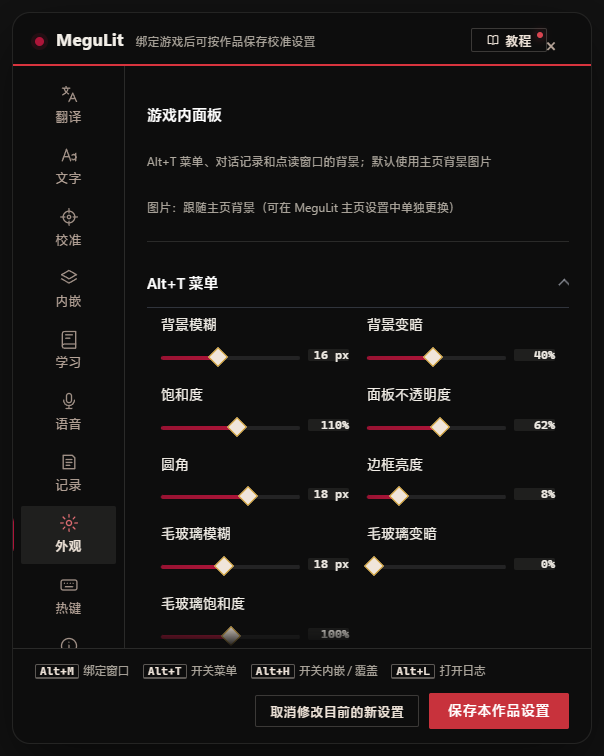 MeguLit 绑定游戏后可按作品保存校准设置 教程 ×
翻译
文字
校准
内嵌
学习
语音
记录
外观
热键
游戏内面板
Alt+T 菜单、对话记录和点读窗口的背景；默认使用主页背景图片
图片：跟随主页背景（可在 MeguLit 主页设置中单独更换）
Alt+T 菜单
背景模糊 背景变暗
16 px 40%
饱和度 面板不透明度
110% 62%
圆角 边框亮度
18 px 8%
毛玻璃模糊 毛玻璃变暗
18 px 0%
毛玻璃饱和度
100%
Alt+M 绑定窗口 Alt+T 开关菜单 Alt+H 开关内嵌 / 覆盖 Alt+L 打开日志
取消修改目前的新设置 保存本作品设置